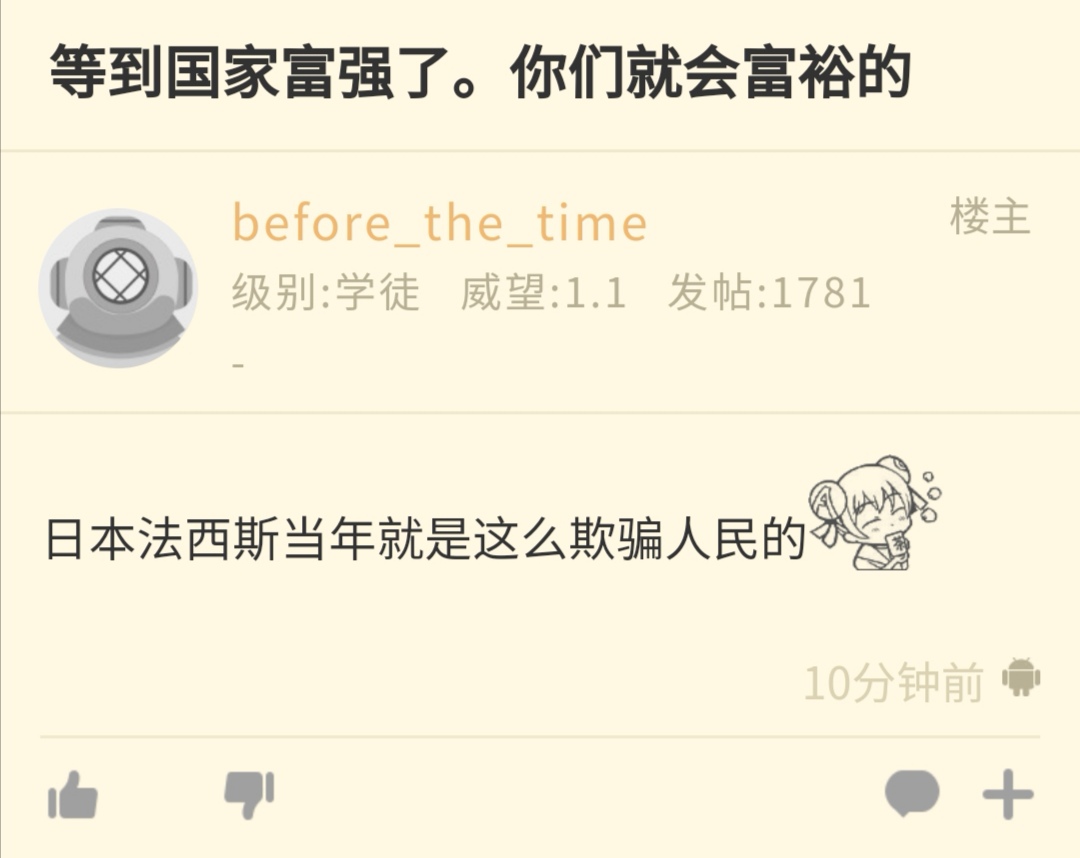 等到国家富强了。你们就会富裕的
before_the_time
楼主
级别:学徒 威望:1.1 发帖:1781
-
日本法西斯当年就是这么欺骗人民的
10分钟前